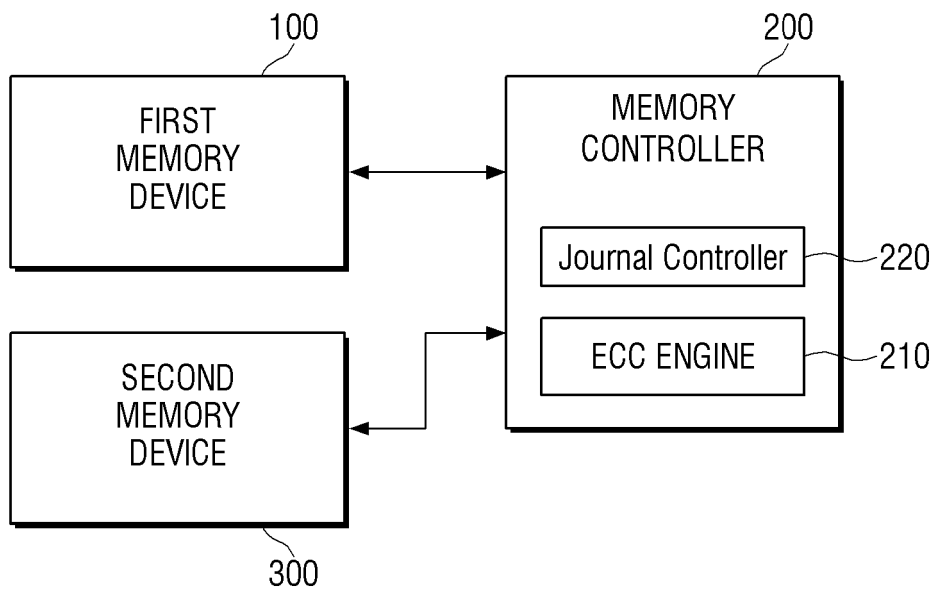 100
FIRST
MEMORY
DEVICE
200
MEMORY
CONTROLLER
Journal Controller
220
ECC ENGINE
210
SECOND
MEMORY
DEVICE
300